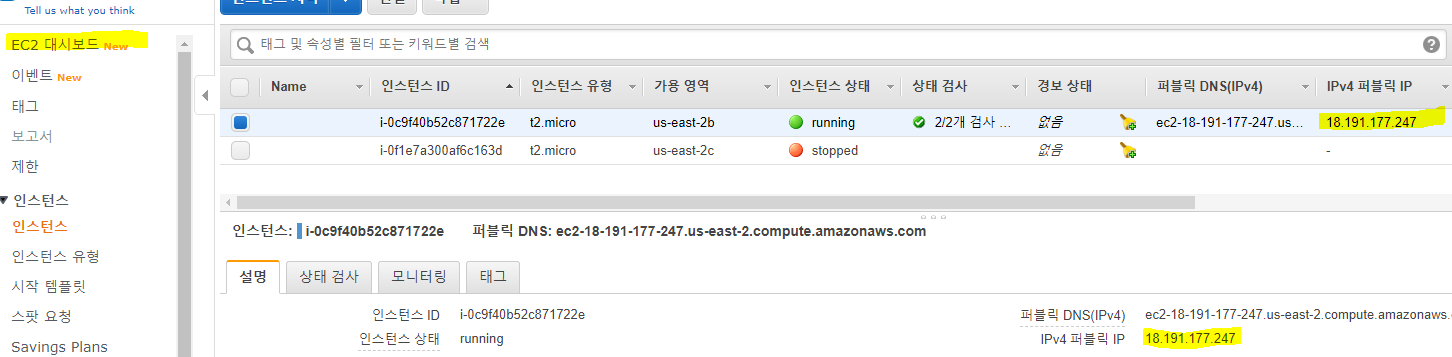 Tell us what you think
EC2 대시보드 New
이벤트 New
태그
보고서
제한
인스턴스
인스턴스
인스턴스 유형
시작 템플릿
스팟 요청
Savings Plans
태그 및 속성별 필터 또는 키워드별 검색
Name 인스턴스 ID 인스턴스 유형 가용 영역 인스턴스 상태 상태 검사 경보 상태 퍼블릭 DNS(IPv4) IPv4 퍼블릭 IP
i-0c9f40b52c871722e t2.micro us-east-2b running 2/2개 검사 ... 없음 ec2-18-191-177-247.us... 18.191.177.247
i-0f1e7a300af6c163d t2.micro us-east-2c stopped 없음 -
인스턴스: i-0c9f40b52c871722e 퍼블릭 DNS: ec2-18-191-177-247.us-east-2.compute.amazonaws.com
설명 상태 검사 모니터링 태그
인스턴스 ID i-0c9f40b52c871722e 퍼블릭 DNS(IPv4) ec2-18-191-177-247.us-east-2.compute.amazonaws.
인스턴스 상태 running IPv4 퍼블릭 IP 18.191.177.247